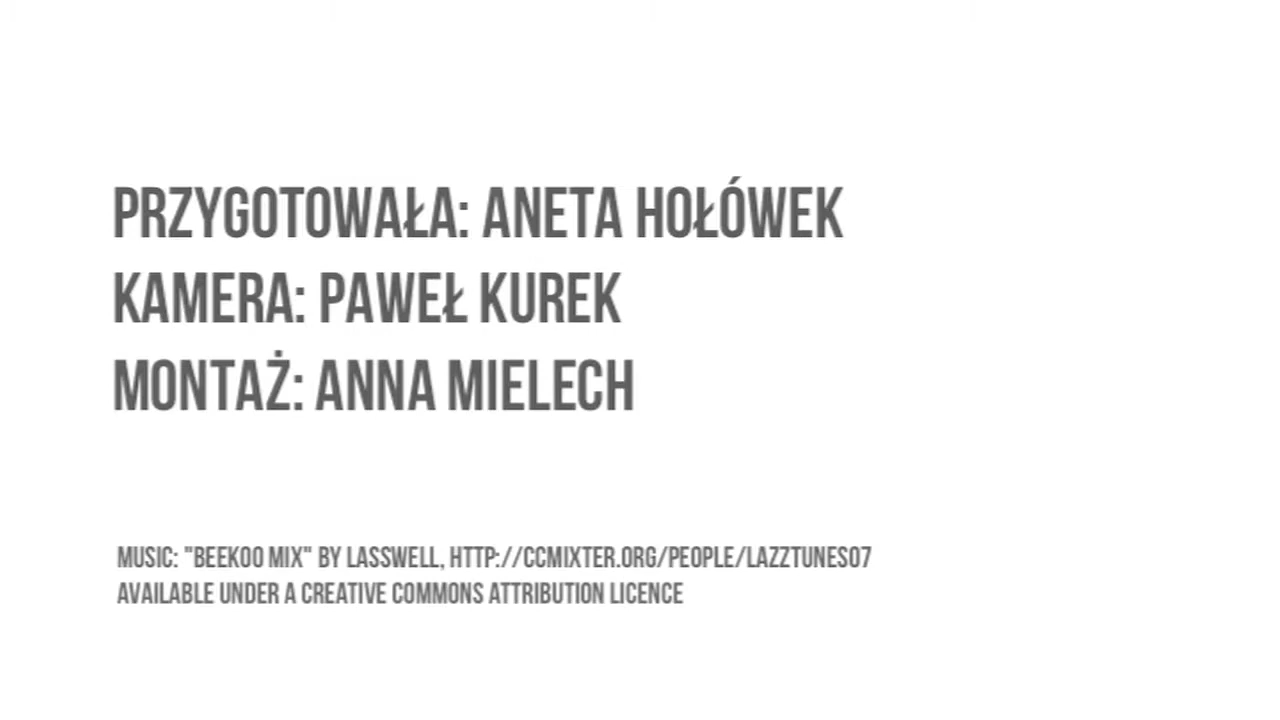 PRZYGOTOWAŁA: ANETA HOŁÓWEK
KAMERA: PAWEŁ KUREK
MONTAŻ: ANNA MIELECH
MUSIC: "BEEKOO MIX" BY LASSWELL, HTTP://CCMIXTER.ORG/PEOPLE/LAZZTUNES07
AVAILABLE UNDER A CREATIVE COMMONS ATTRIBUTION LICENCE